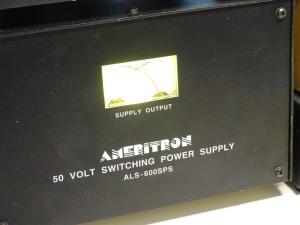 SUPPLY OUTPUT
AMERITRON
50 VOLT SWITCHING POWER SUPPLY
ALS-600SPS